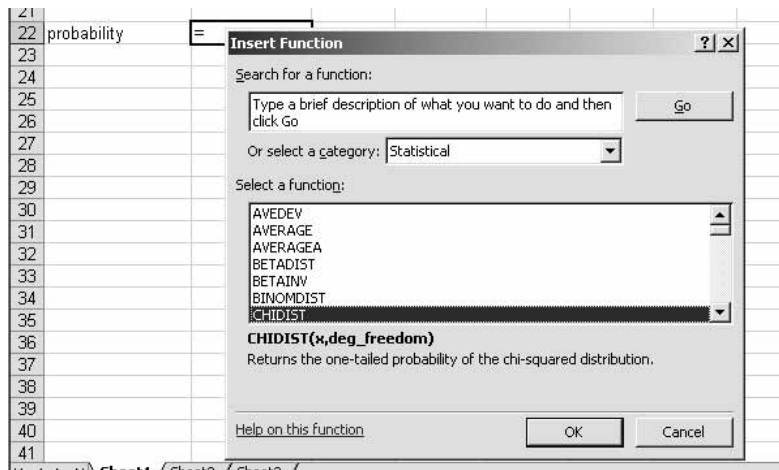 21
22 probability =
23
24
25
26
27
28
29
30
31
32
33
34
35
36
37
38
39
40
41
Insert Function
Search for a function:
Type a brief description of what you want to do and then
click Go
Go
Or select a category: Statistical
Select a function:
AVEDEV
AVERAGE
AVERAGEA
BETADIST
BETAINV
BINOMDIST
CHIDIST
CHIDIST(x,deg_freedom)
Returns the one-tailed probability of the chi-squared distribution.
Help on this function
OK Cancel